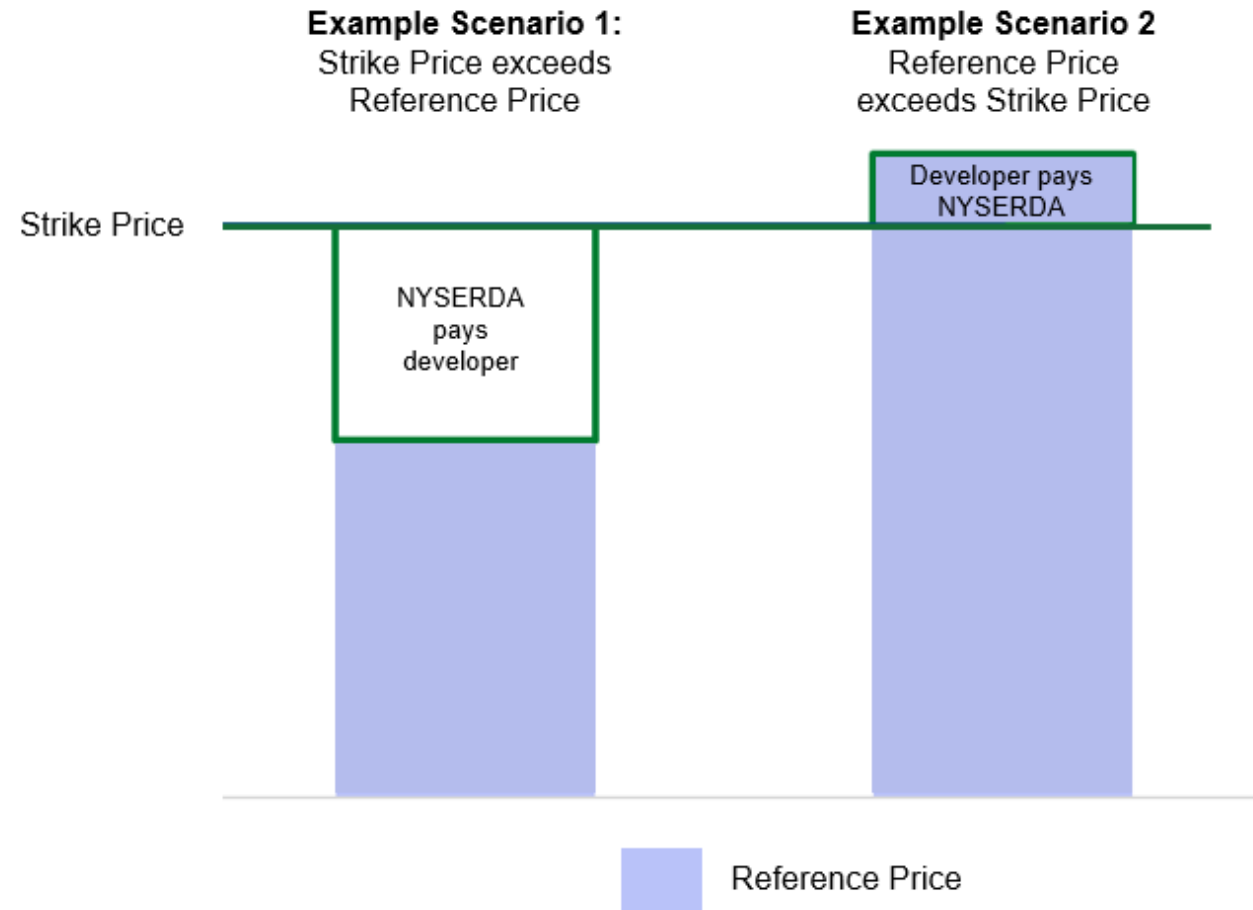 Example Scenario 1:
Strike Price exceeds
Reference Price
Example Scenario 2
Reference Price
exceeds Strike Price
Strike Price
NYSERDA
pays
developer
Developer pays
NYSERDA
Reference Price